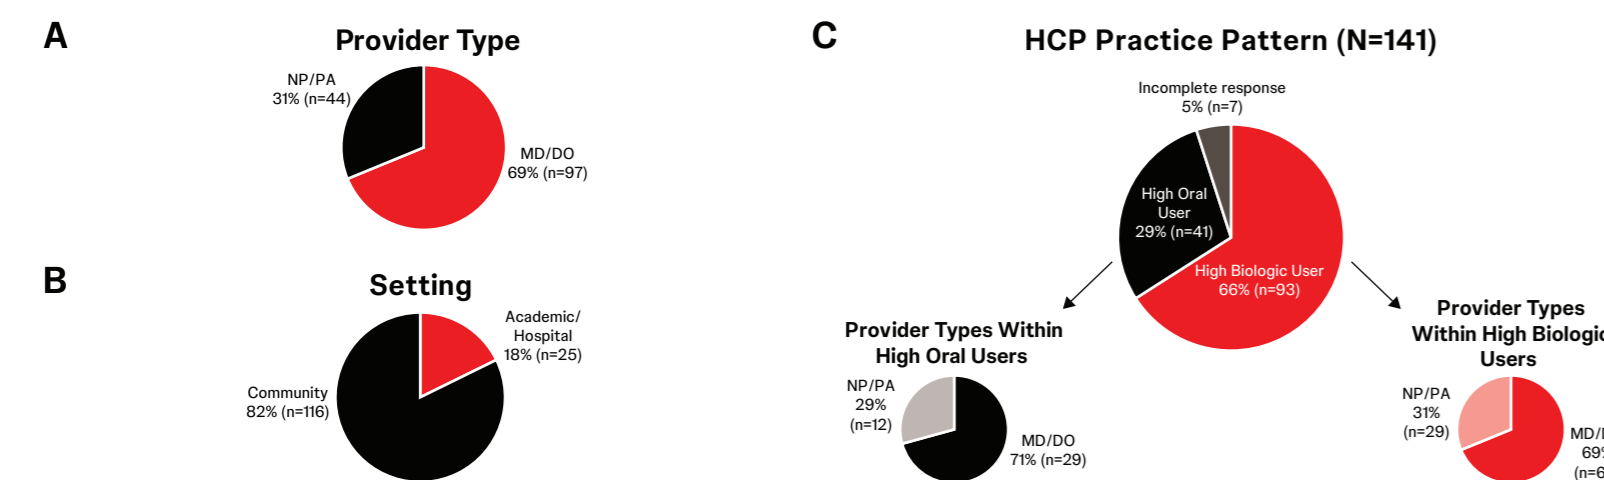 A
Provider Type
NP/PA
31% (n=44)
MD/DO
69% (n=97)
B
Setting
Academic/
Hospital
18% (n=25)
Community
82% (n=116)
C
HCP Practice Pattern (N=141)
Incomplete response
5% (n=7)
High Oral
User
29% (n=41)
High Biologic User
66% (n=93)
Provider Types Within
High Oral Users
NP/PA
29%
(n=12)
MD/DO
71% (n=29)
Provider Types
Within High Biologic
Users
NP/PA
31%
(n=29)
MD/D
69%
(n=6